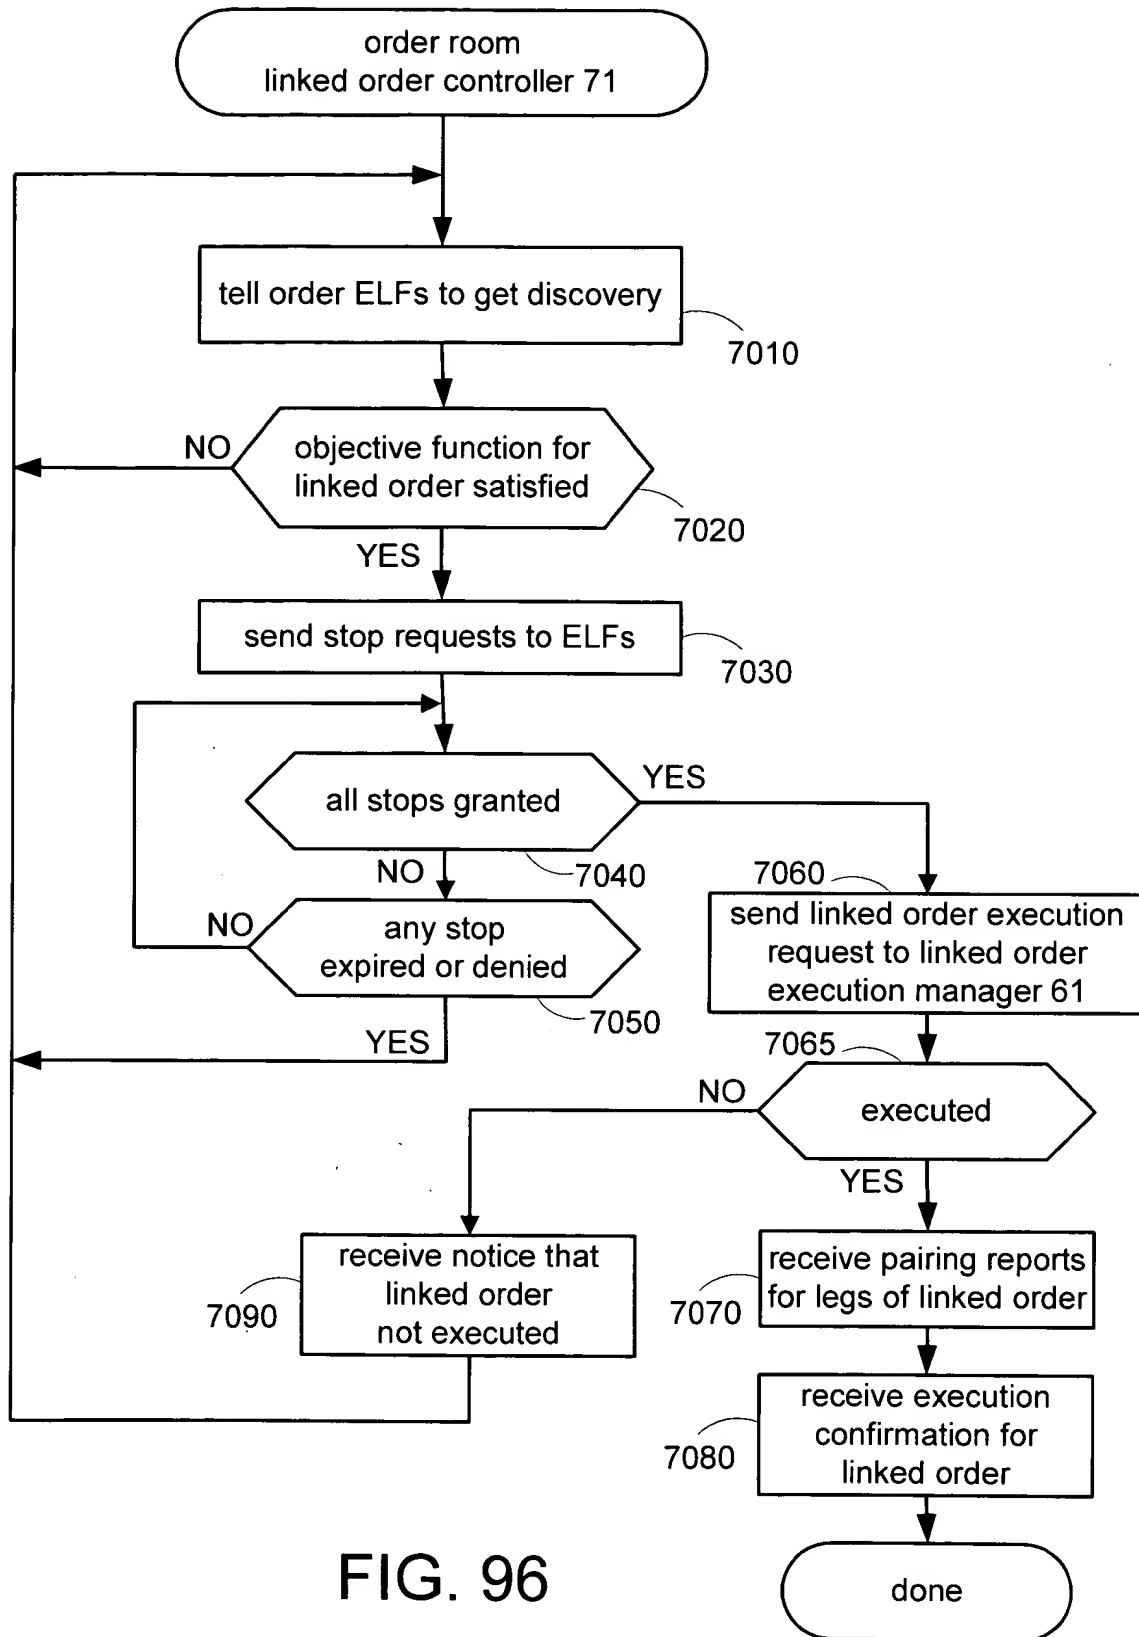 order room
linked order controller 71
tell order ELFs to get discovery
7010
NO
objective function for
linked order satisfied
7020
YES
send stop requests to ELFs
7030
all stops granted
YES
7040
NO
NO
any stop
expired or denied
7050
YES
7060
send linked order execution
request to linked order
execution manager 61
7065
NO
executed
YES
receive notice that
linked order
not executed
7090
receive pairing reports
for legs of linked order
7070
receive execution
confirmation for
linked order
7080
done
FIG. 96